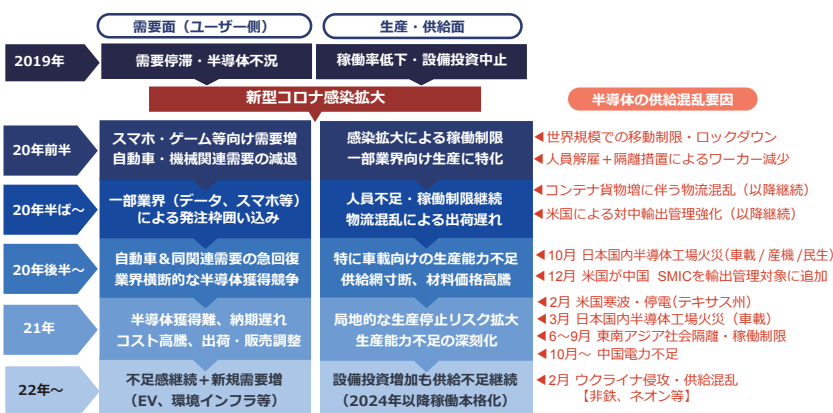 需要面（ユーザー側）
生産・供給面
2019年
需要停滞・半導体不況
稼働率低下・設備投資中止
新型コロナ感染拡大
半導体の供給混乱要因
20年前半
スマホ・ゲーム等向け需要増
自動車・機械関連需要の減退
感染拡大による稼働制限
一部業界向け生産に特化
◀世界規模での移動制限・ロックダウン
◀人員解雇＋隔離措置によるワーカー減少
20年半ば～
一部業界（データ、スマホ等）
による発注枠囲い込み
人員不足・稼働制限継続
物流混乱による出荷遅れ
◀コンテナ貨物増に伴う物流混乱（以降継続）
◀米国による対中輸出管理強化（以降継続）
20年後半～
自動車＆同関連需要の急回復
業界横断的な半導体獲得競争
特に車載向けの生産能力不足
供給網寸断、材料価格高騰
◀10月 日本国内半導体工場火災（車載/産機/民生）
◀12月 米国が中国 SMICを輸出管理対象に追加
21年
半導体獲得難、納期遅れ
コスト高騰、出荷・販売調整
局地的な生産停止リスク拡大
生産能力不足の深刻化
◀2月 米国寒波・停電（テキサス州）
◀3月 日本国内半導体工場火災（車載）
◀6～9月 東南アジア社会隔離・稼働制限
◀10月～ 中国電力不足
22年～
不足感継続＋新規需要増
（EV、環境インフラ等）
設備投資増加も供給不足継続
（2024年以降稼働本格化）
◀2月 ウクライナ侵攻・供給混乱
【非鉄、ネオン等】